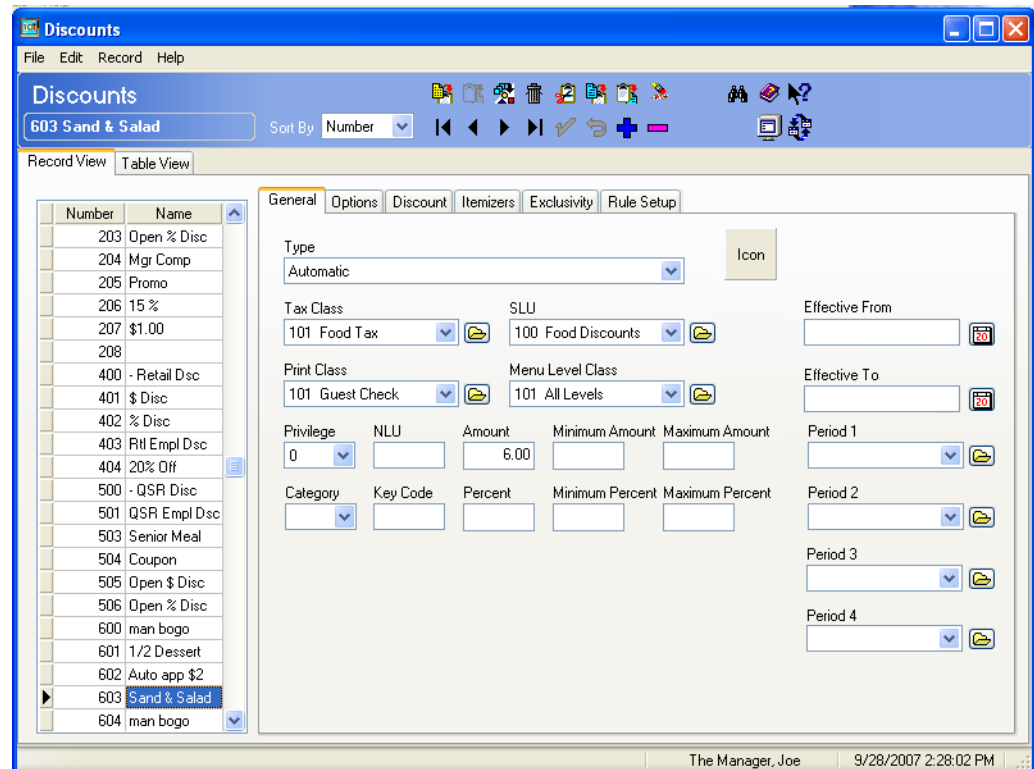 Discounts
File Edit Record Help
Discounts
603 Sand & Salad
Sort By Number
Record View Table View
Number Name
203 Open % Disc
204 Mgr Comp
205 Promo
206 15 %
207 $1.00
208
400 - Retail Dsc
401 $ Disc
402 % Disc
403 Rtl Empl Dsc
404 20% Off
500 - QSR Disc
501 QSR Empl Dsc
503 Senior Meal
504 Coupon
505 Open $ Disc
506 Open % Disc
600 man bogo
601 1/2 Dessert
602 Auto app $2
603 Sand & Salad
604 man bogo
General Options Discount Itemizers Exclusivity Rule Setup
Type
Automatic
Icon
Tax Class SLU Effective From
101 Food Tax 100 Food Discounts
20
Print Class Menu Level Class Effective To
101 Guest Check 101 All Levels
20
Privilege NLU Amount Minimum Amount Maximum Amount Period 1
0 6.00
Category Key Code Percent Minimum Percent Maximum Percent Period 2
Period 3
Period 4
The Manager, Joe 9/28/2007 2:28:02 PM